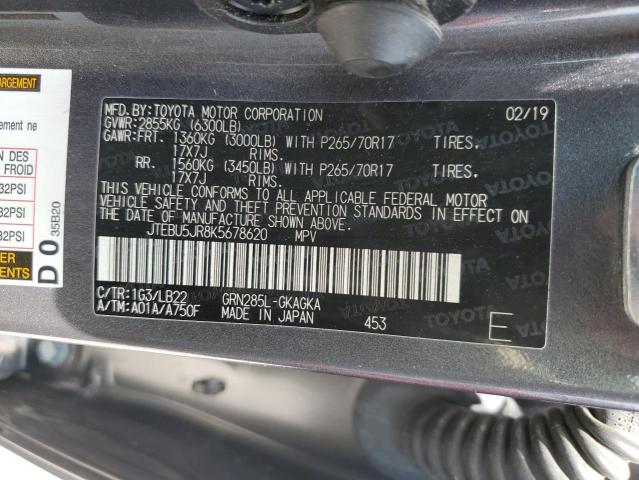 ARGEMENT
ement ne
N DES
FROID
32PSI
32PSI
32PSI
ER
ENTS
D 0 35B20
MFD.BY:TOYOTA MOTOR CORPORATION 02/19
GVWR:2855KG (6300LB)
GAWR:FRT. 1360KG (3000LB) WITH P265/70R17 TIRES.
17X7J RIMS.
RR. 1560KG (3450LB) WITH P265/70R17 TIRES.
17X7J RIMS.
THIS VEHICLE CONFORMS TO ALL APPLICABLE FEDERAL MOTOR
VEHICLE SAFETY AND THEFT PREVENTION STANDARDS IN EFFECT ON
THE DATE OF MANUFACTURE SHOWN ABOVE.
JTEBU5JR8K5678620 MPV
C/TR:1G3/LB22 GRN285L-GKAGKA
A/TM:A01A/A750F MADE IN JAPAN 453 E